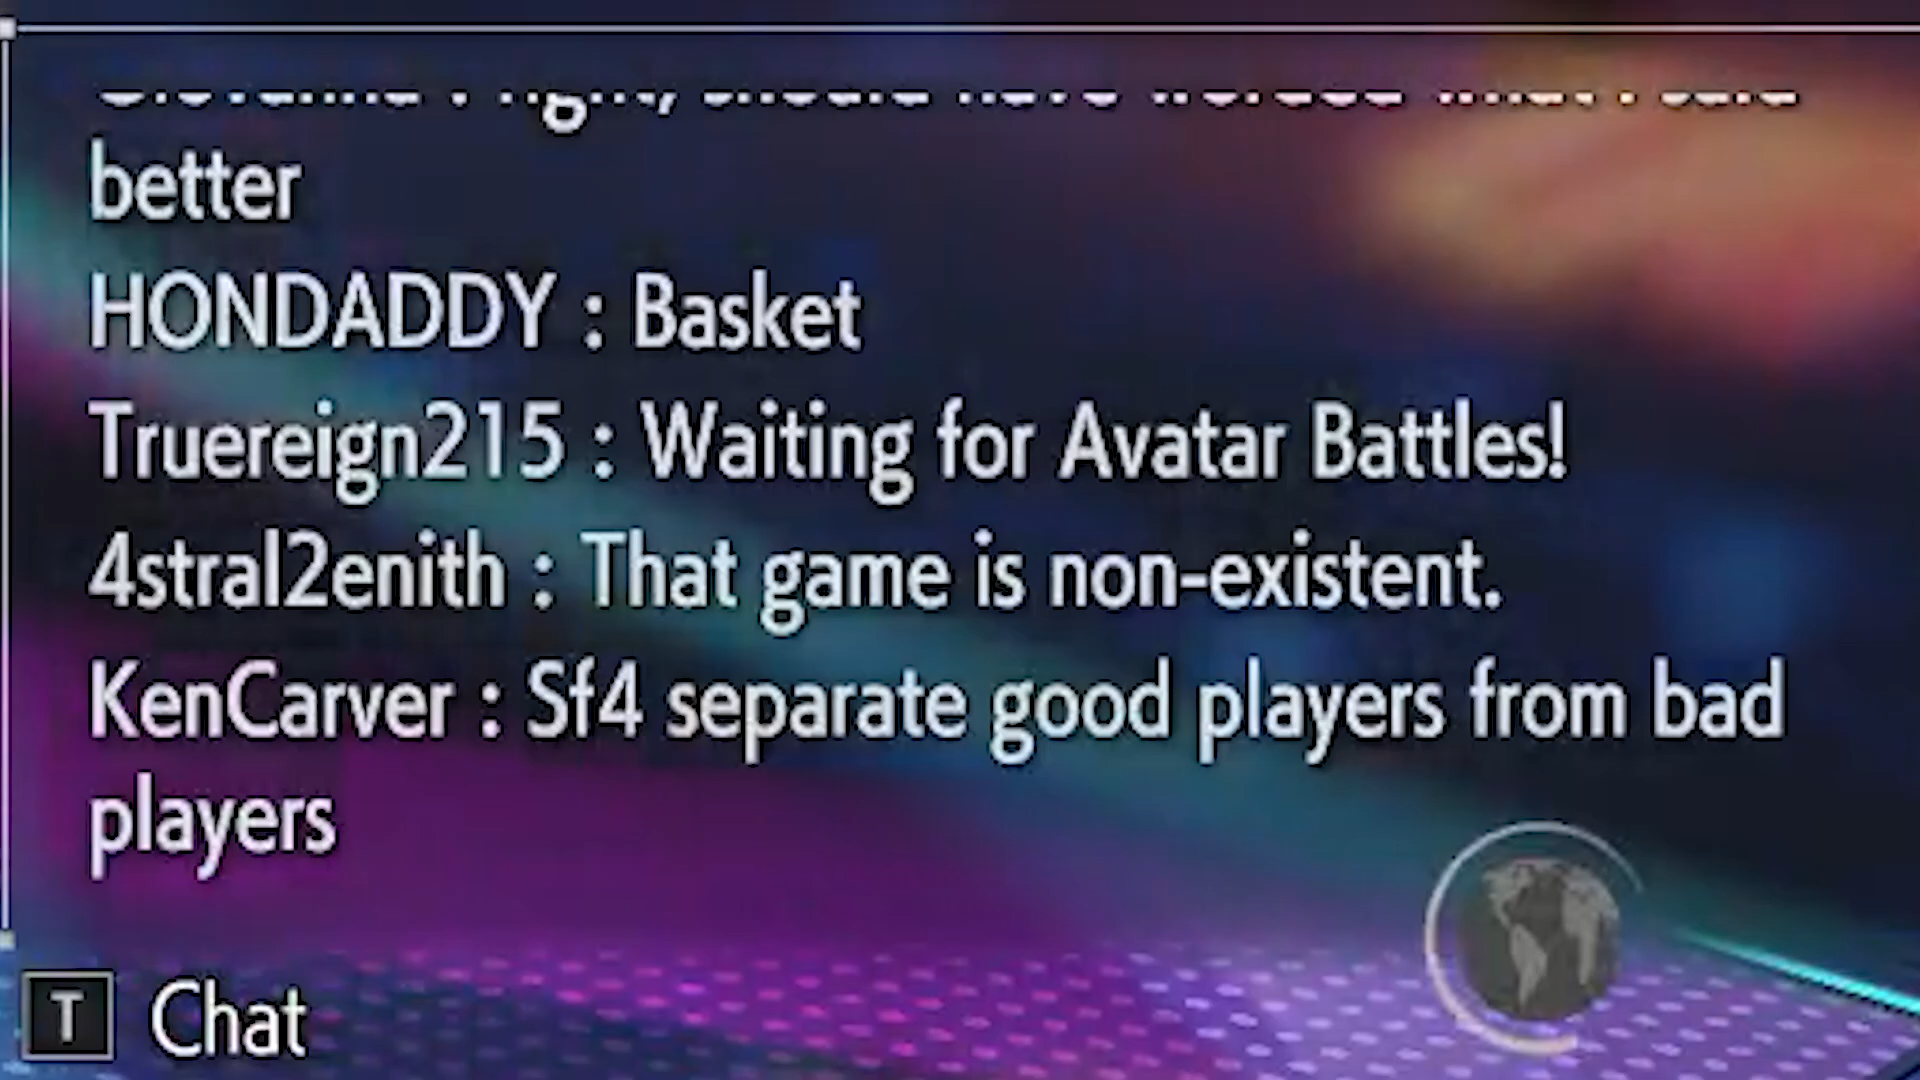 better
HONDADDY : Basket
Truereign215 : Waiting for Avatar Battles!
4stral2enith : That game is non-existent.
KenCarver : Sf4 separate good players from bad
players
T Chat